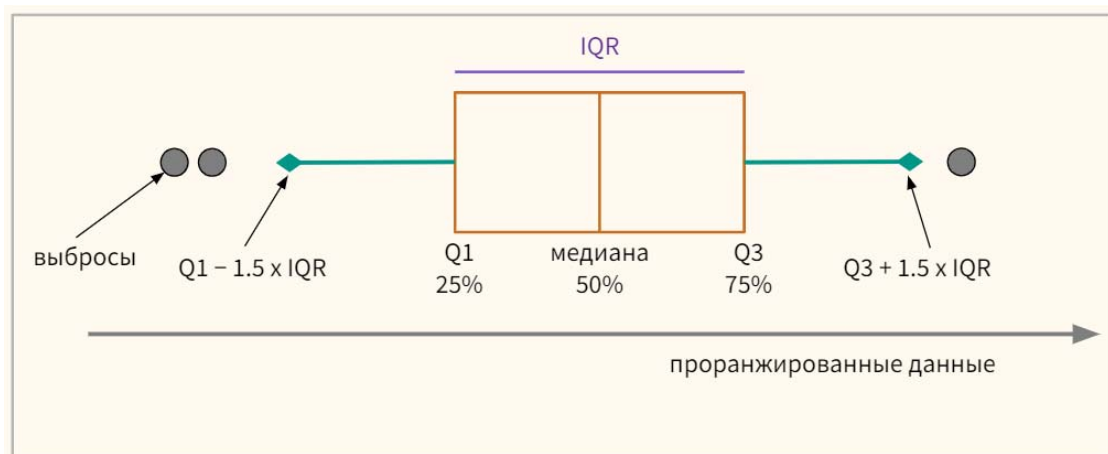 IQR
выбросы
Q1 − 1.5 x IQR
Q1
25%
медиана
50%
Q3
75%
Q3 + 1.5 x IQR
проранжированные данные